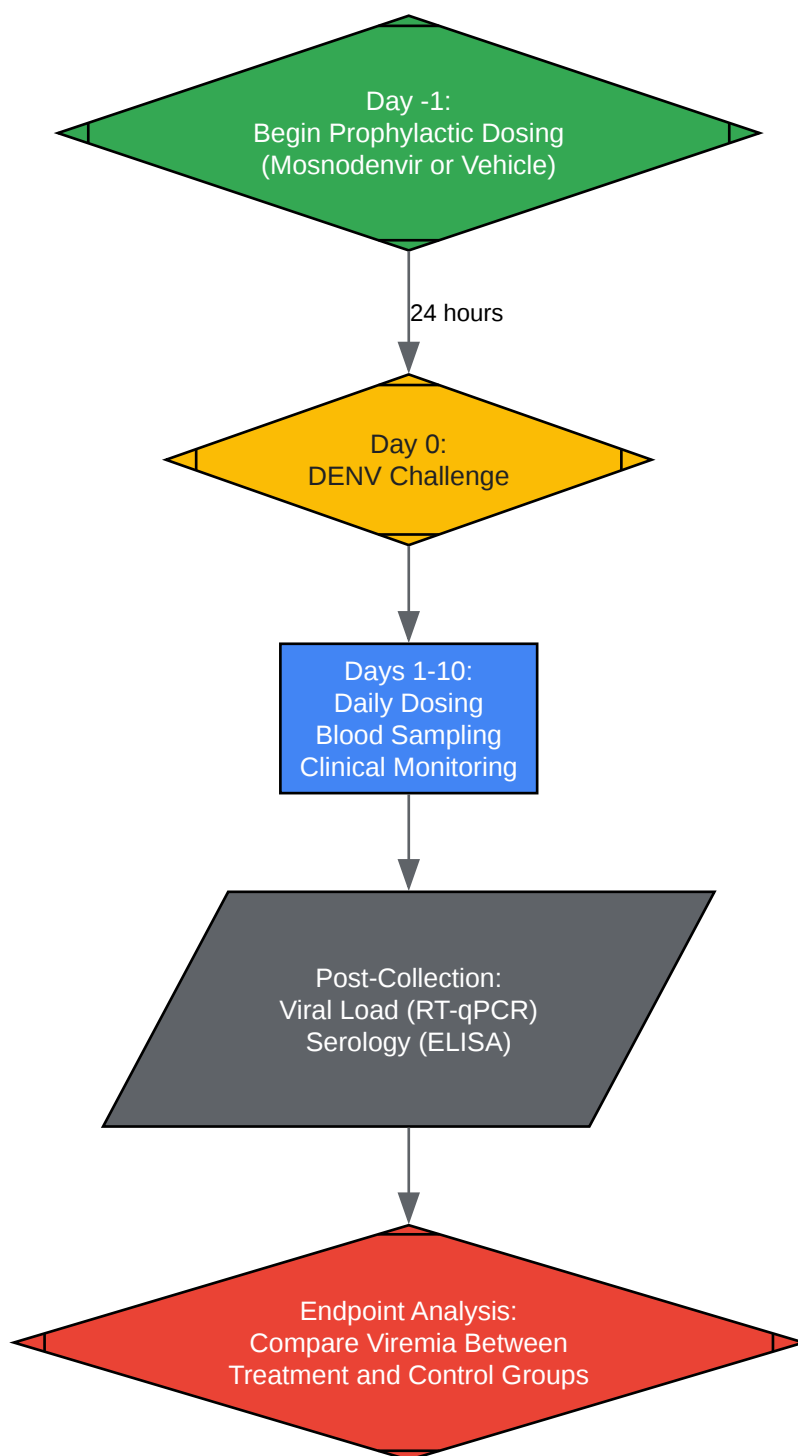 Day -1:
Begin Prophylactic Dosing
(Mosnodenvir or Vehicle)
24 hours
Day 0:
DENV Challenge
Days 1-10:
Daily Dosing
Blood Sampling
Clinical Monitoring
Post-Collection:
Viral Load (RT-qPCR)
Serology (ELISA)
Endpoint Analysis:
Compare Viremia Between
Treatment and Control Groups